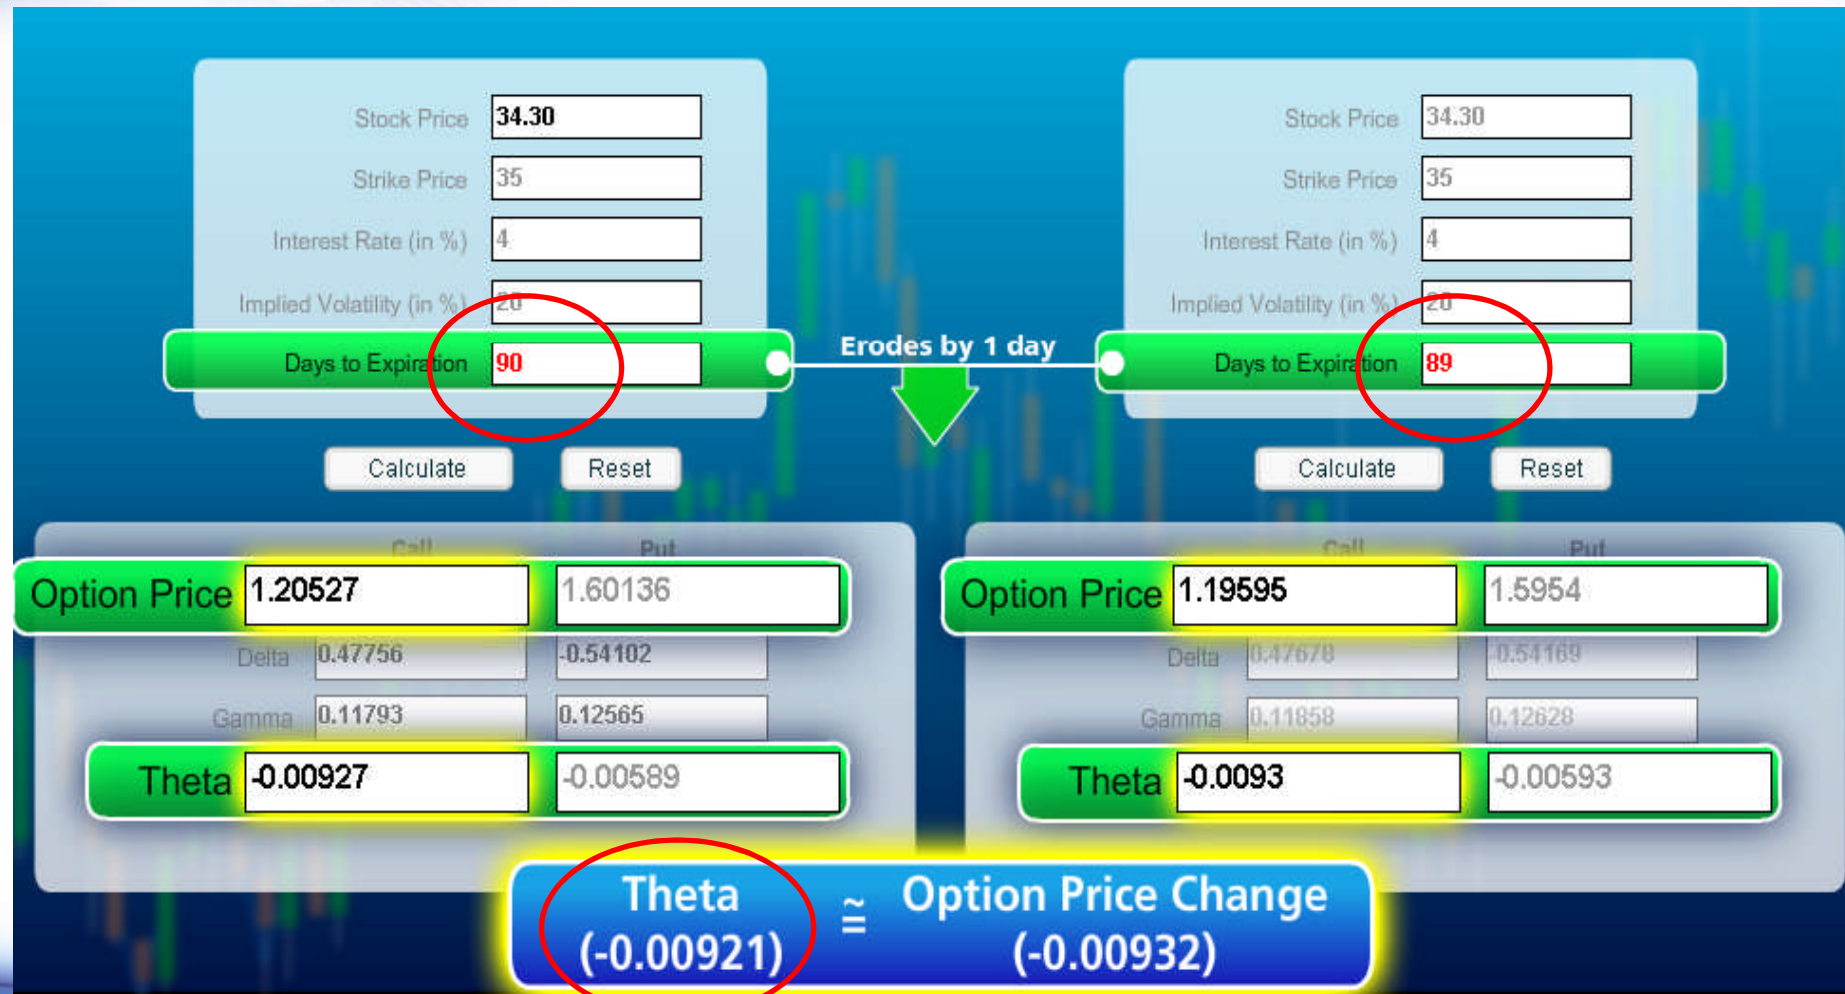 Stock Price 34.30
Strike Price 35
Interest Rate (in %) 4
Implied Volatility (in %) 20
Days to Expiration 90
Calculate Reset
Erodes by 1 day
Stock Price 34.30
Strike Price 35
Interest Rate (in %) 4
Implied Volatility (in %) 20
Days to Expiration 89
Calculate Reset
Call Put
Option Price 1.20527 1.60136
Delta 0.47756 -0.54102
Gamma 0.11793 0.12565
Theta -0.00927 -0.00589
Call Put
Option Price 1.19595 1.5954
Delta 0.47678 -0.54169
Gamma 0.11858 0.12628
Theta -0.0093 -0.00593
Theta ≅ Option Price Change
(-0.00921) (-0.00932)